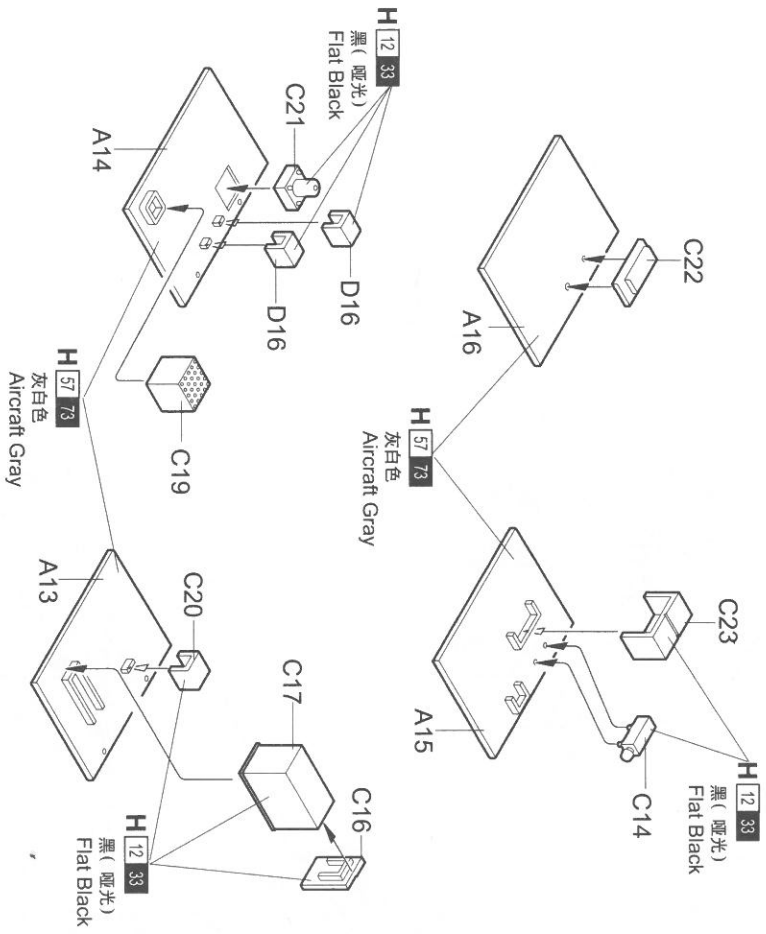 H 12 33
黑( 哑光)
Flat Black
C21
A14
D16
D16
C19
H 57 73
灰白色
Aircraft Gray
A13
C20
C17
C16
H 12 33
黑( 哑光)
Flat Black
C22
A16
H 57 73
灰白色
Aircraft Gray
C23
A15
C14
H 12 33
黑( 哑光)
Flat Black